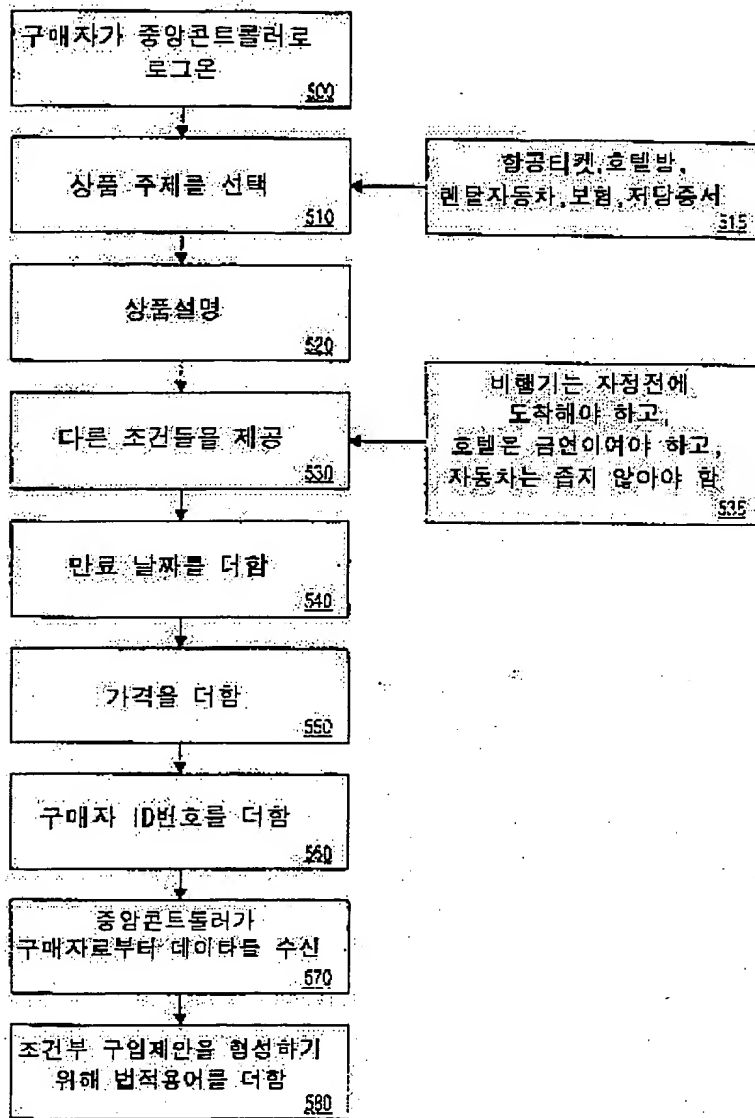 구매자가 중앙콘트롤러로
로그온
500
상품 주제를 선택
510
항공티켓,호텔방,
렌탈자동차,보험,저당증서
515
상품설명
520
다른 조건들을 제공
530
비행기는 자정전에
도착해야 하고,
호텔은 금연이여야 하고,
자동차는 좁지 않아야 함
535
만료 날짜를 더함
540
가격을 더함
550
구매자 ID번호를 더함
560
중앙콘트롤러가
구매자로부터 데이타를 수신
570
조건부 구입제안을 형성하기
위해 법적용어를 더함
580